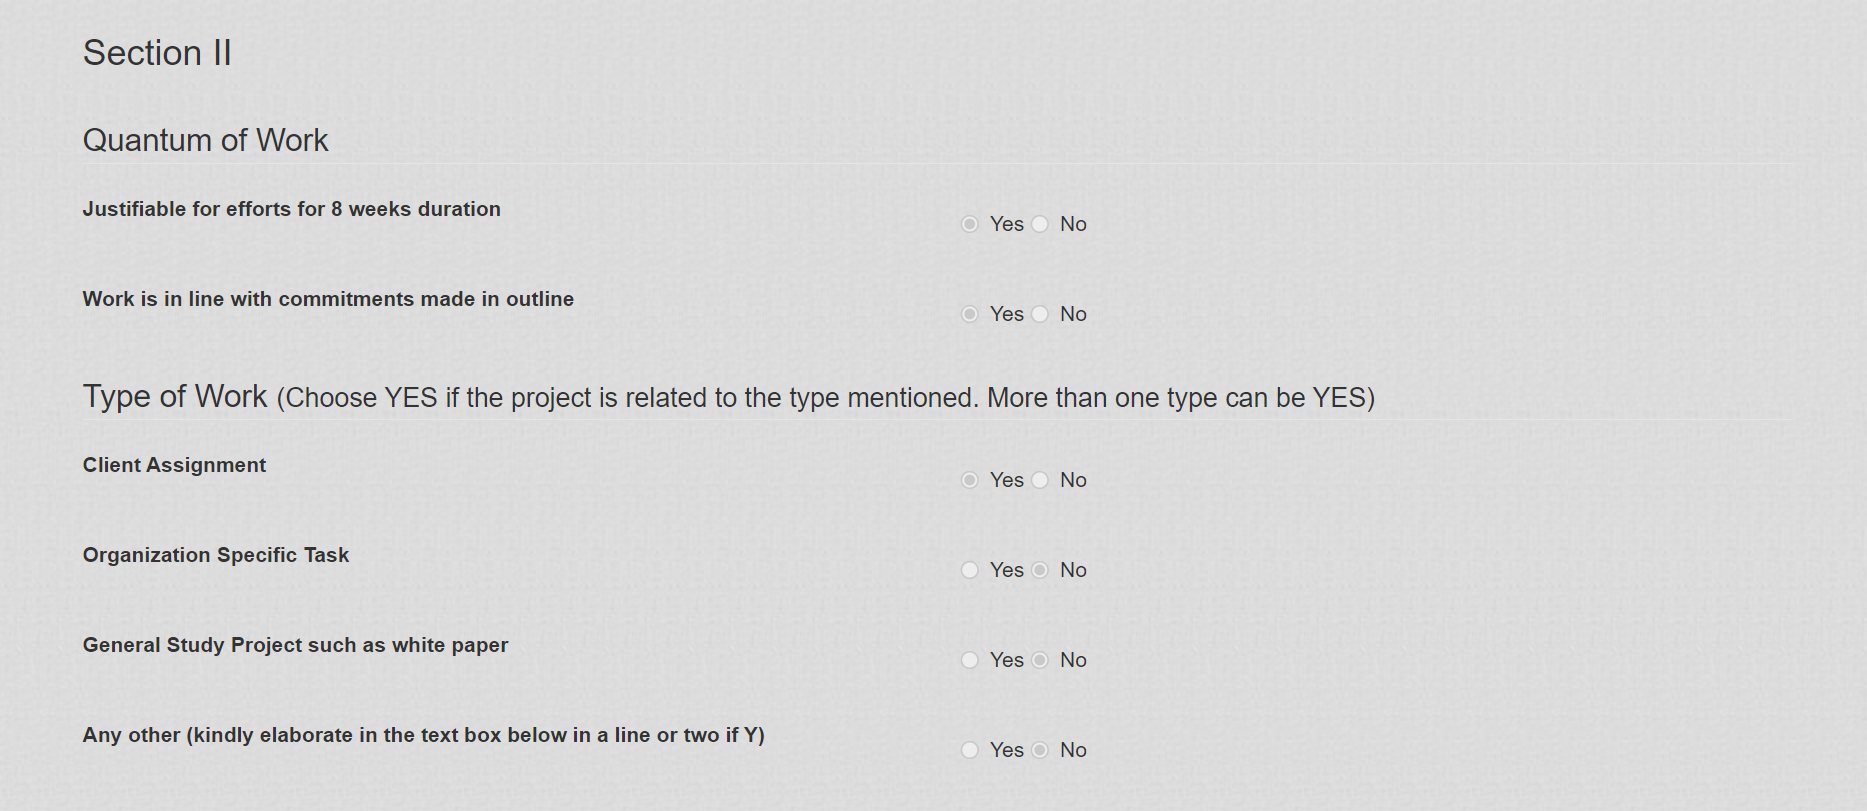 Section II
Quantum of Work
Justifiable for efforts for 8 weeks duration
Yes No
Work is in line with commitments made in outline
Yes No
Type of Work (Choose YES if the project is related to the type mentioned. More than one type can be YES)
Client Assignment
Yes No
Organization Specific Task
Yes No
General Study Project such as white paper
Yes No
Any other (kindly elaborate in the text box below in a line or two if Y)
Yes No